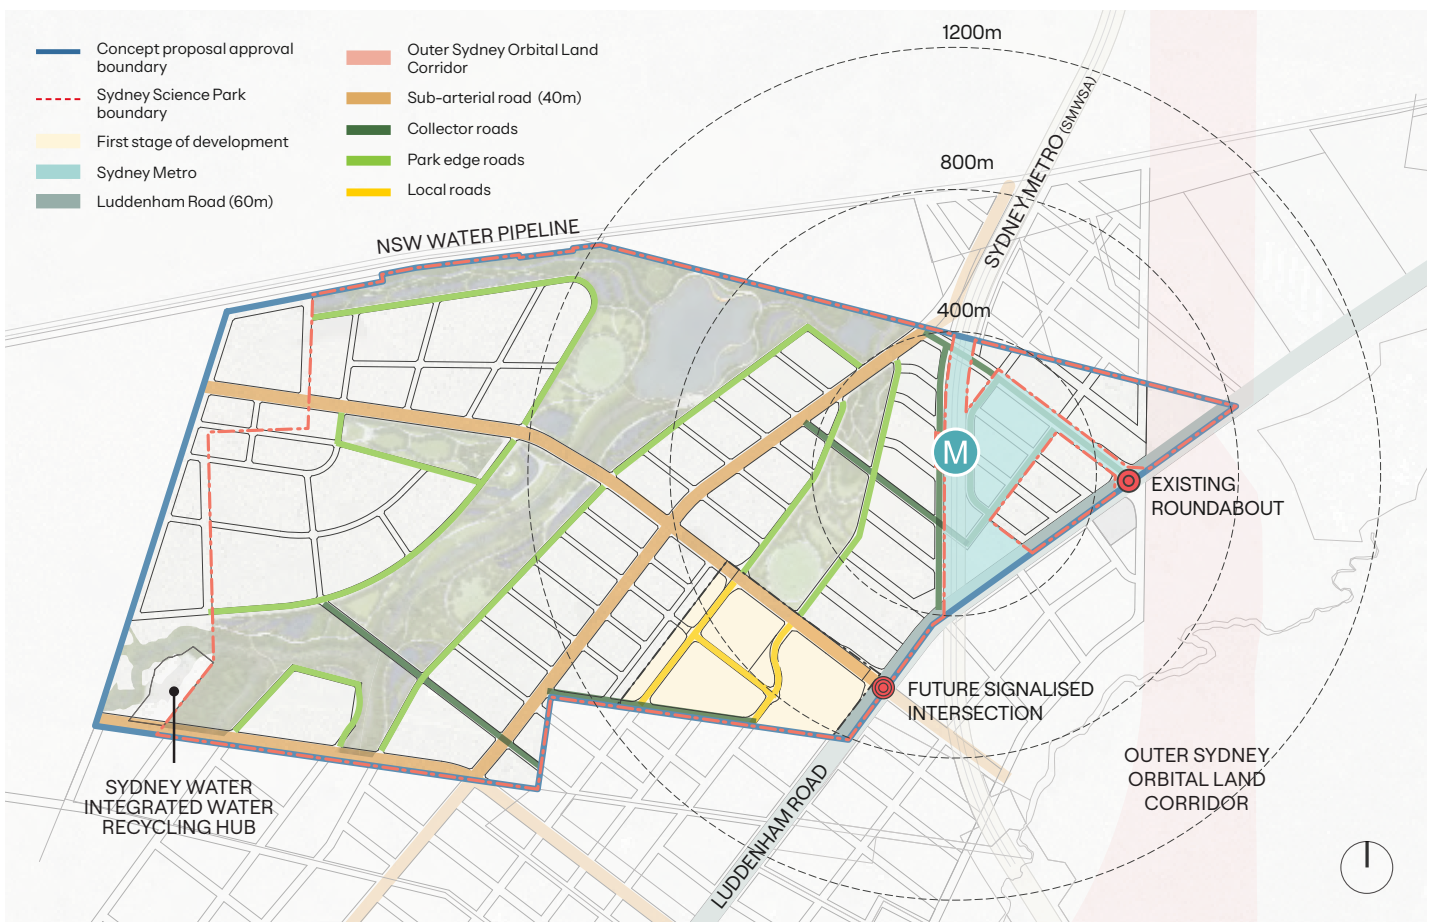 Concept proposal approval
boundary
Sydney Science Park
boundary
First stage of development
Sydney Metro
Luddenham Road (60m)
Outer Sydney Orbital Land
Corridor
Sub-arterial road (40m)
Collector roads
Park edge roads
Local roads
1200m
800m
400m
SYDNEY METRO (SMWSA)
NSW WATER PIPELINE
M
EXISTING
ROUNDABOUT
FUTURE SIGNALISED
INTERSECTION
OUTER SYDNEY
ORBITAL LAND
CORRIDOR
SYDNEY WATER
INTEGRATED WATER
RECYCLING HUB
LUDDENHAM ROAD